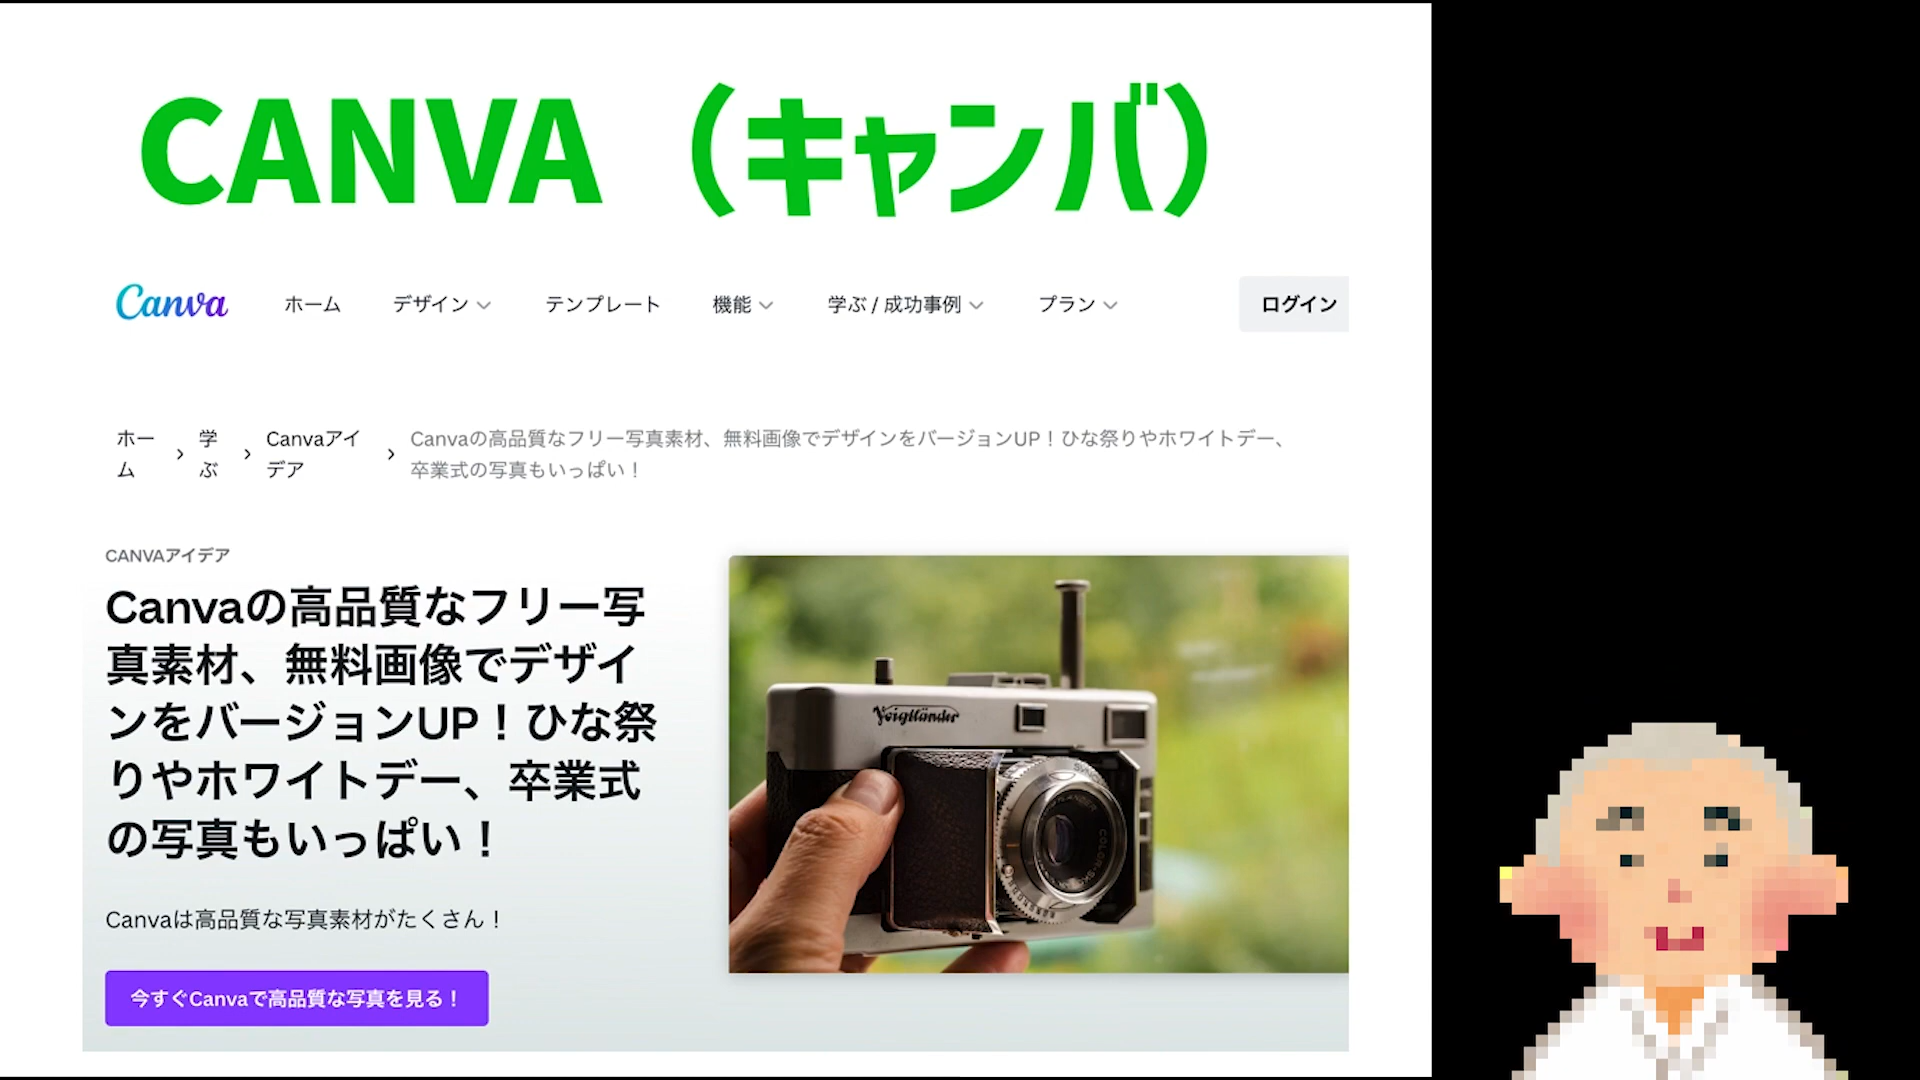 CANVA（キャンバ）
Canva ホーム デザイン テンプレート 機能 学ぶ / 成功事例 プラン ログイン
ホーム › 学ぶ › Canvaアイデア › Canvaの高品質なフリー写真素材、無料画像でデザインをバージョンUP！ひな祭りやホワイトデー、
卒業式の写真もいっぱい！
CANVAアイデア
Canvaの高品質なフリー写
真素材、無料画像でデザイ
ンをバージョンUP！ひな祭
りやホワイトデー、卒業式
の写真もいっぱい！
Voigtländer
Canvaは高品質な写真素材がたくさん！
今すぐCanvaで高品質な写真を見る！